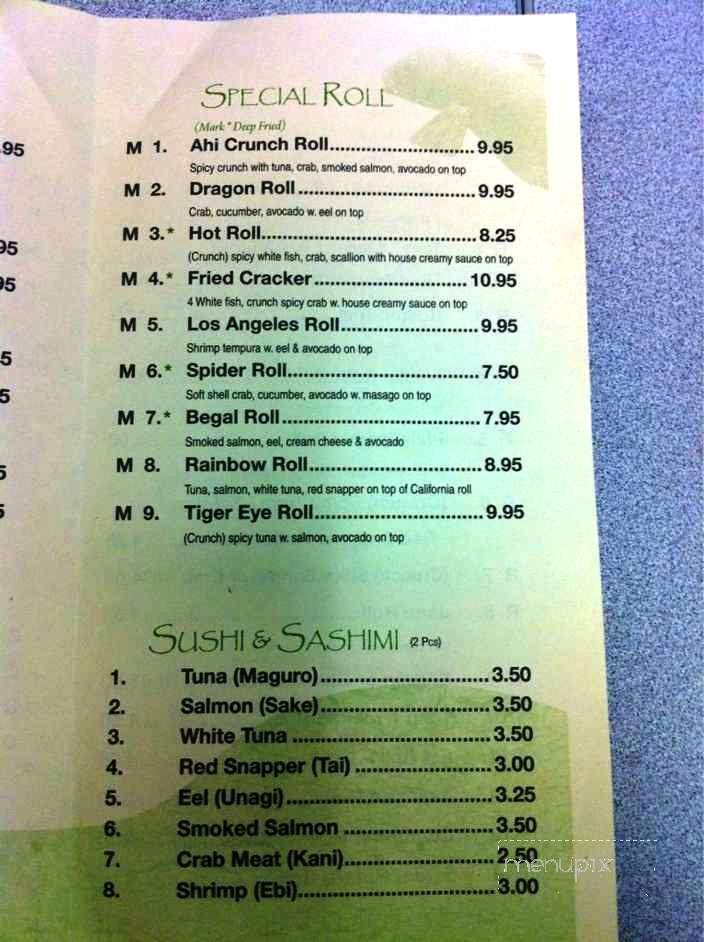 SPECIAL ROLL
(Mark * Deep Fried)
.95
M 1. Ahi Crunch Roll..........................9.95
Spicy crunch with tuna, crab, smoked salmon, avocado on top
M 2. Dragon Roll...............................9.95
Crab, cucumber, avocado w. eel on top
M 3.* Hot Roll......................................8.25
95
(Crunch) spicy white fish, crab, scallion with house creamy sauce on top
M 4.* Fried Cracker...........................10.95
95
4 White fish, crunch spicy crab w. house creamy sauce on top
M 5. Los Angeles Roll........................9.95
Shrimp tempura w. eel & avocado on top
5
M 6.* Spider Roll..................................7.50
Soft shell crab, cucumber, avocado w. masago on top
5
M 7.* Begal Roll...................................7.95
Smoked salmon, eel, cream cheese & avocado
M 8. Rainbow Roll..............................8.95
5
Tuna, salmon, white tuna, red snapper on top of California roll
M 9. Tiger Eye Roll.............................9.95
5
(Crunch) spicy tuna w. salmon, avocado on top
SUSHI & SASHIMI (2 Pcs)
1. Tuna (Maguro)............................3.50
2. Salmon (Sake)............................3.50
3. White Tuna .................................3.50
4. Red Snapper (Tai) ......................3.00
5. Eel (Unagi)..................................3.25
6. Smoked Salmon ........................3.50
7. Crab Meat (Kani)........................2.50
menupix
8. Shrimp (Ebi)................................3.00